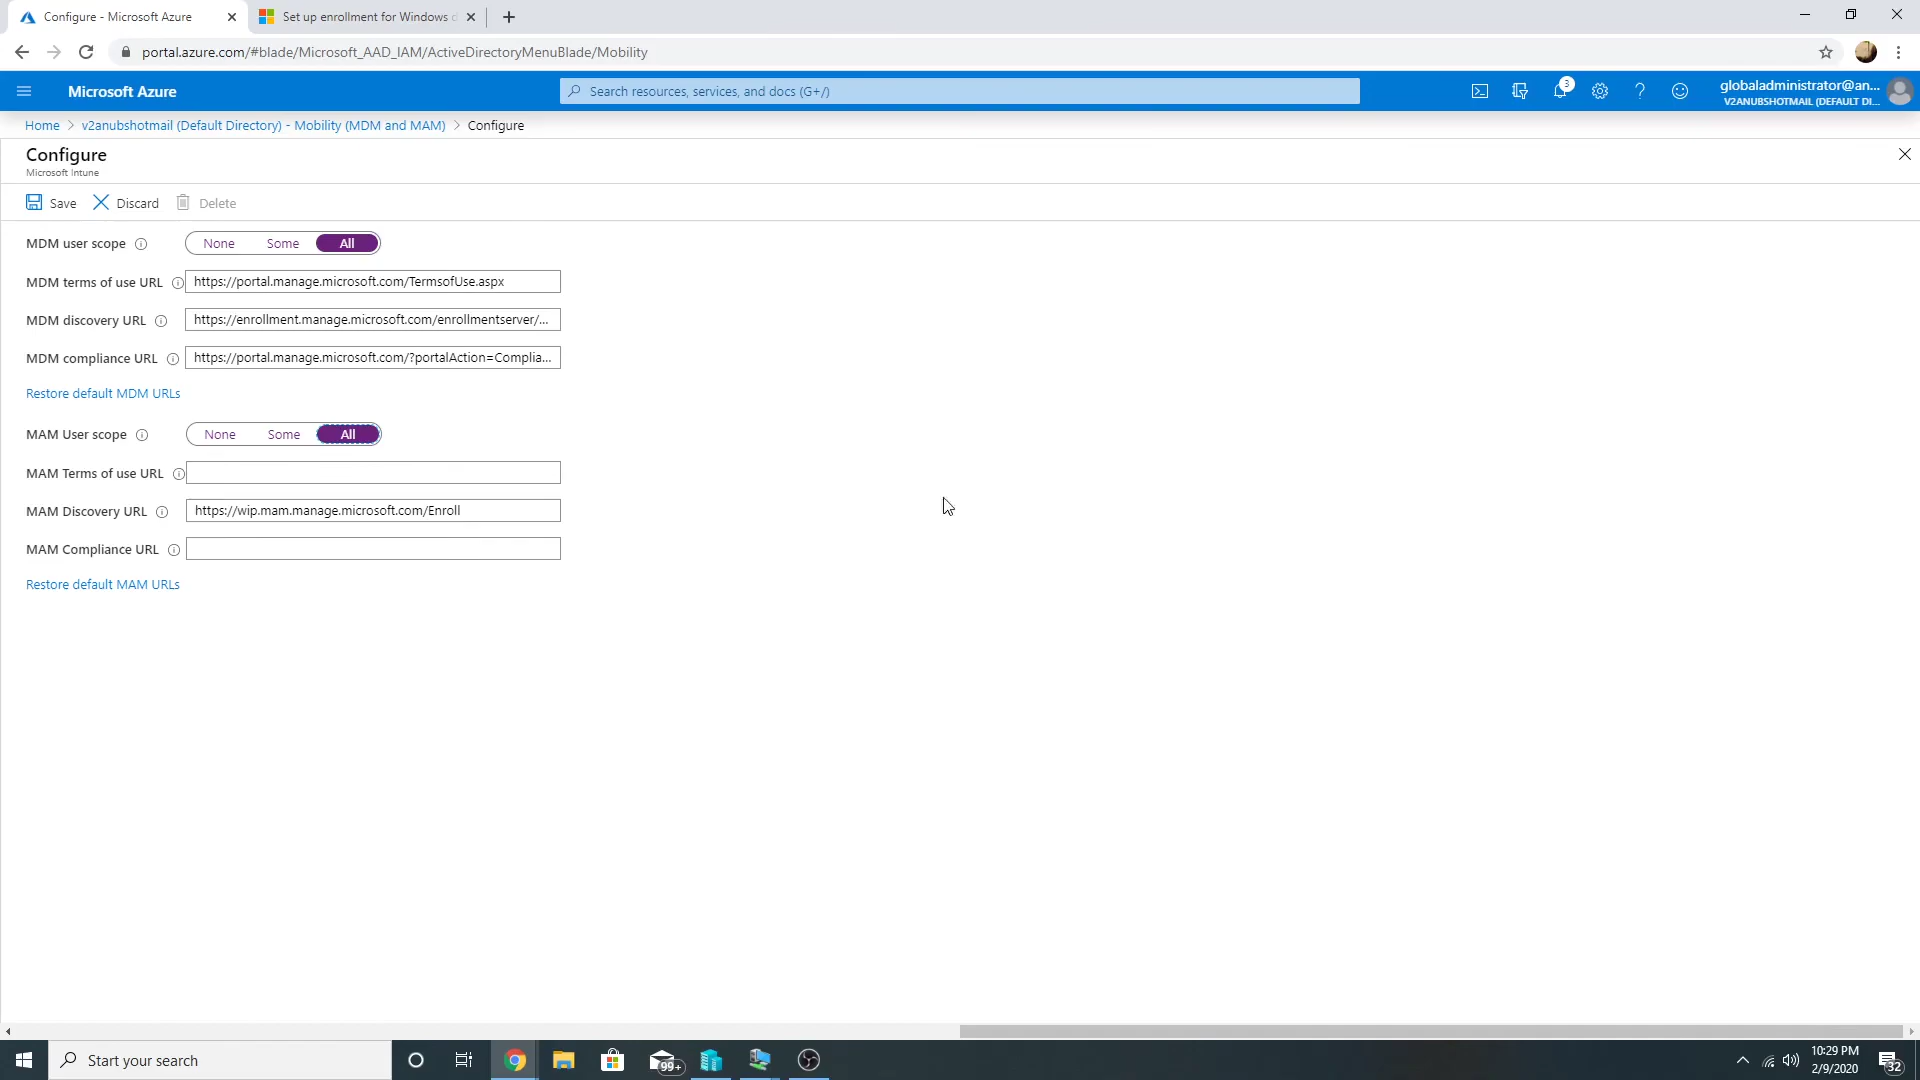 Configure - Microsoft Azure
Set up enrollment for Windows d
portal.azure.com/#blade/Microsoft_AAD_IAM/ActiveDirectoryMenuBlade/Mobility
Microsoft Azure
Search resources, services, and docs (G+/)
3
globaladministrator@an...
V2ANUBSHOTMAIL (DEFAULT DI...
Home > v2anubshotmail (Default Directory) - Mobility (MDM and MAM) > Configure
Configure
Microsoft Intune
Save Discard Delete
MDM user scope None Some All
MDM terms of use URL https://portal.manage.microsoft.com/TermsofUse.aspx
MDM discovery URL https://enrollment.manage.microsoft.com/enrollmentserver/...
MDM compliance URL https://portal.manage.microsoft.com/?portalAction=Complia...
Restore default MDM URLs
MAM User scope None Some All
MAM Terms of use URL
MAM Discovery URL https://wip.mam.manage.microsoft.com/Enroll
MAM Compliance URL
Restore default MAM URLs
Start your search
99+
10:29 PM
2/9/2020
32